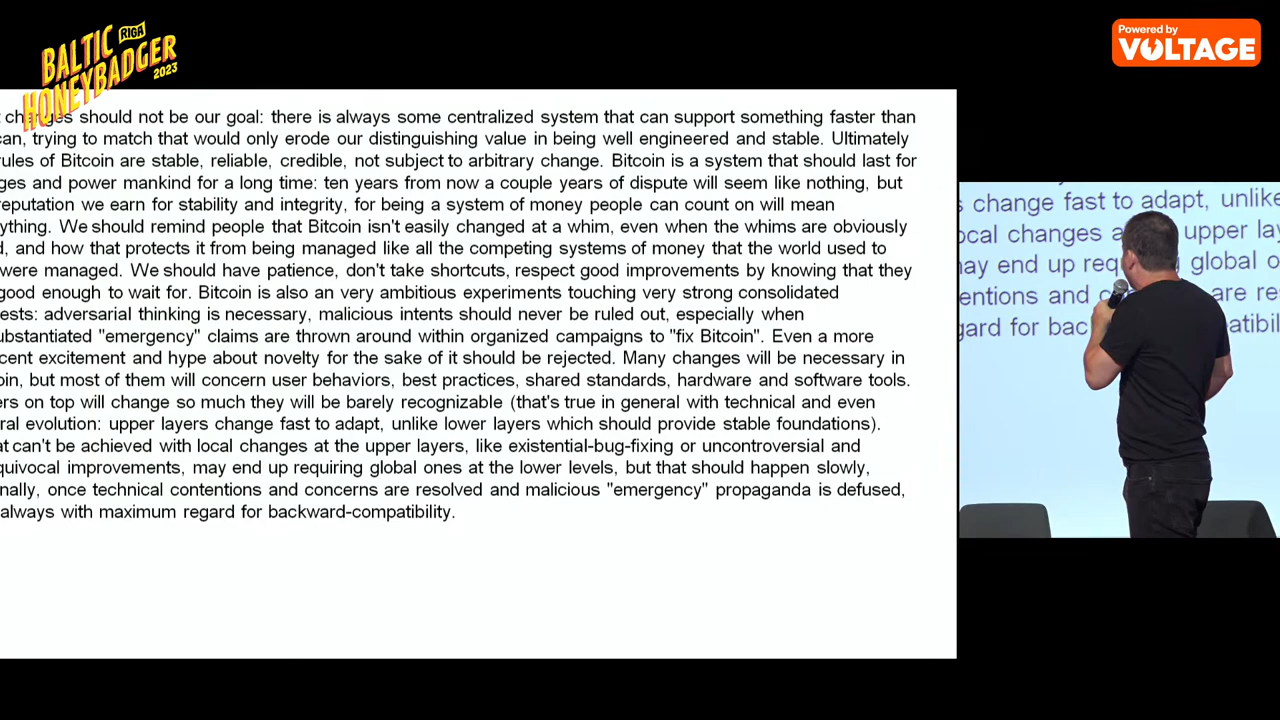 BALTIC
RIGA
HONEYBADGER
2023
Powered by
VOLTAGE
should not be our goal: there is always some centralized system that can support something faster than
can, trying to match that would only erode our distinguishing value in being well engineered and stable. Ultimately
rules of Bitcoin are stable, reliable, credible, not subject to arbitrary change. Bitcoin is a system that should last for
ges and power mankind for a long time: ten years from now a couple years of dispute will seem like nothing, but
reputation we earn for stability and integrity, for being a system of money people can count on will mean
ything. We should remind people that Bitcoin isn't easily changed at a whim, even when the whims are obviously
d, and how that protects it from being managed like all the competing systems of money that the world used to
were managed. We should have patience, don't take shortcuts, respect good improvements by knowing that they
good enough to wait for. Bitcoin is also an very ambitious experiments touching very strong consolidated
ests: adversarial thinking is necessary, malicious intents should never be ruled out, especially when
ubstantiated "emergency" claims are thrown around within organized campaigns to "fix Bitcoin". Even a more
cent excitement and hype about novelty for the sake of it should be rejected. Many changes will be necessary in
oin, but most of them will concern user behaviors, best practices, shared standards, hardware and software tools.
ers on top will change so much they will be barely recognizable (that's true in general with technical and even
ral evolution: upper layers change fast to adapt, unlike lower layers which should provide stable foundations).
at can't be achieved with local changes at the upper layers, like existential-bug-fixing or uncontroversial and
quivocal improvements, may end up requiring global ones at the lower levels, but that should happen slowly,
nally, once technical contentions and concerns are resolved and malicious "emergency" propaganda is defused,
always with maximum regard for backward-compatibility.
s change fast to adapt, unlike
ocal changes a upper lay
may end up req global o
entions and c are re
gard for bac atibil